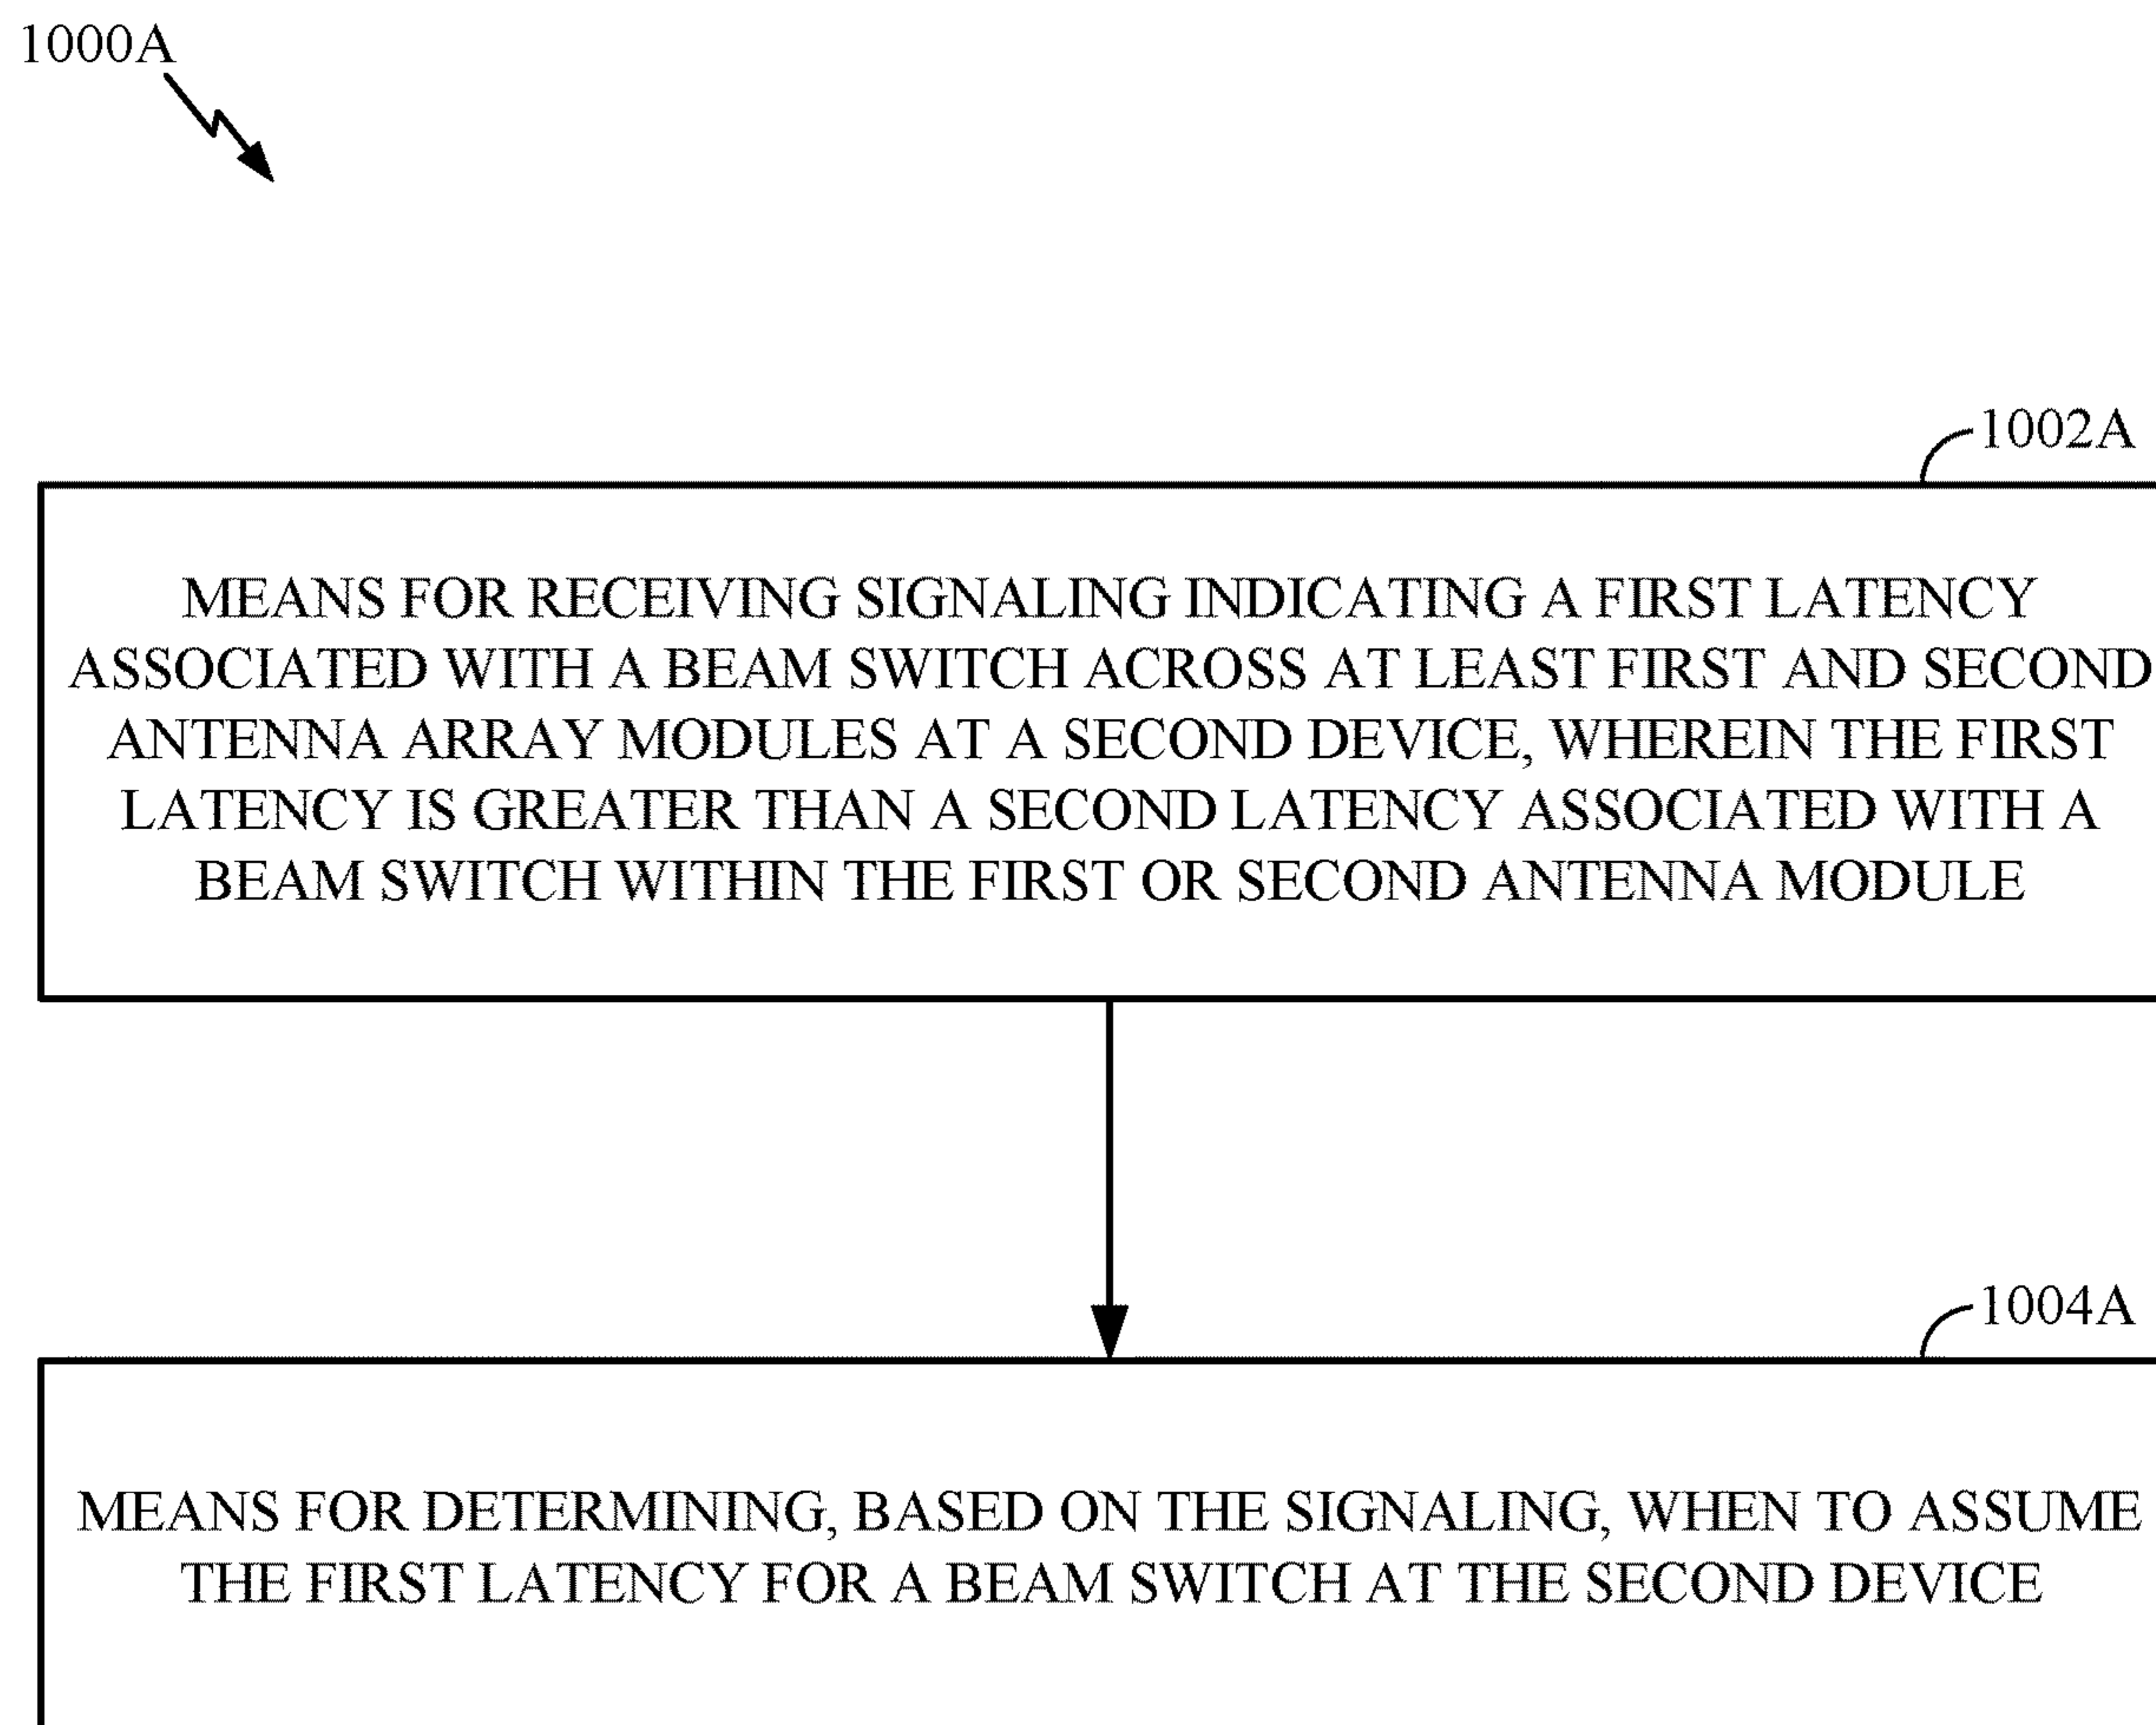 1000A
1002A
MEANS FOR RECEIVING SIGNALING INDICATING A FIRST LATENCY
ASSOCIATED WITH A BEAM SWITCH ACROSS AT LEAST FIRST AND SECOND
ANTENNA ARRAY MODULES AT A SECOND DEVICE, WHEREIN THE FIRST
LATENCY IS GREATER THAN A SECOND LATENCY ASSOCIATED WITH A
BEAM SWITCH WITHIN THE FIRST OR SECOND ANTENNA MODULE
1004A
MEANS FOR DETERMINING, BASED ON THE SIGNALING, WHEN TO ASSUME
THE FIRST LATENCY FOR A BEAM SWITCH AT THE SECOND DEVICE